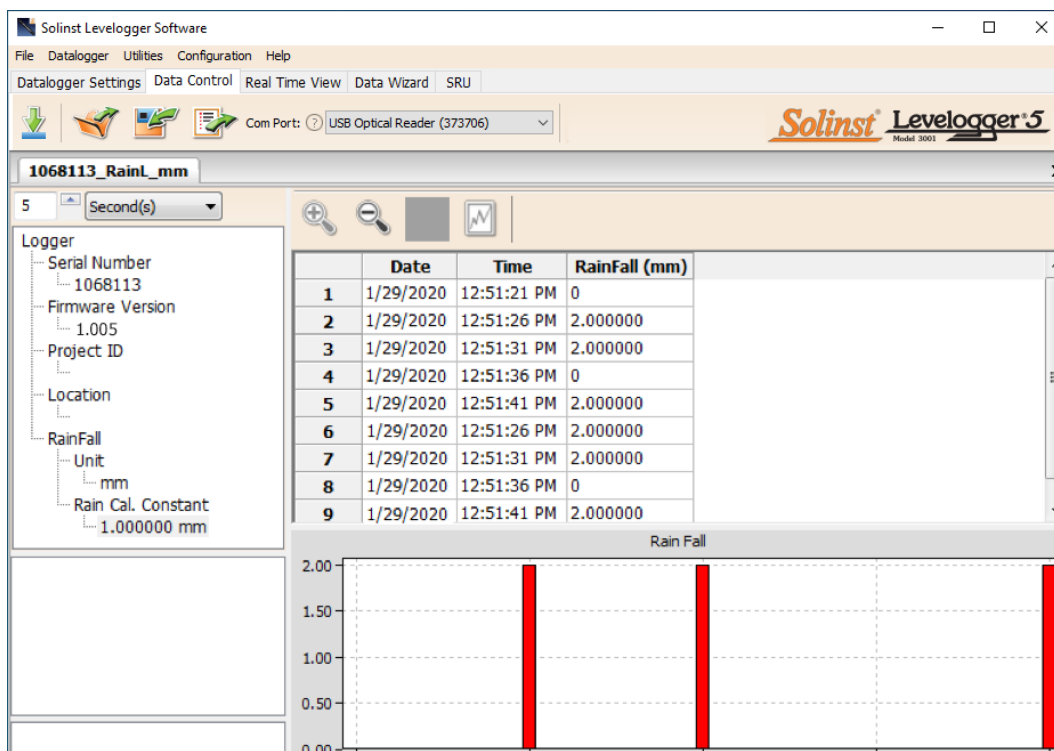 Solinst Levelogger Software
File Datalogger Utilities Configuration Help
Datalogger Settings Data Control Real Time View Data Wizard SRU
Com Port: ? USB Optical Reader (373706)
Solinst® Levelogger® 5
Model 3001
1068113_RainL_mm
5 Second(s)
Logger
Serial Number
1068113
Firmware Version
1.005
Project ID
Location
RainFall
Unit
mm
Rain Cal. Constant
1.000000 mm
Date Time RainFall (mm)
1 1/29/2020 12:51:21 PM 0
2 1/29/2020 12:51:26 PM 2.000000
3 1/29/2020 12:51:31 PM 2.000000
4 1/29/2020 12:51:36 PM 0
5 1/29/2020 12:51:41 PM 2.000000
6 1/29/2020 12:51:26 PM 2.000000
7 1/29/2020 12:51:31 PM 2.000000
8 1/29/2020 12:51:36 PM 0
9 1/29/2020 12:51:41 PM 2.000000
Rain Fall
2.00
1.50
1.00
0.50
0.00